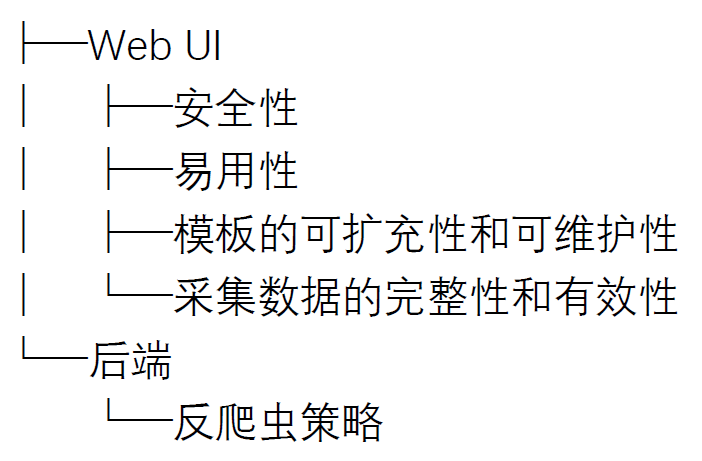 ├──Web UI
│   ├──安全性
│   ├──易用性
│   ├──模板的可扩充性和可维护性
│   └──采集数据的完整性和有效性
└──后端
    └──反爬虫策略